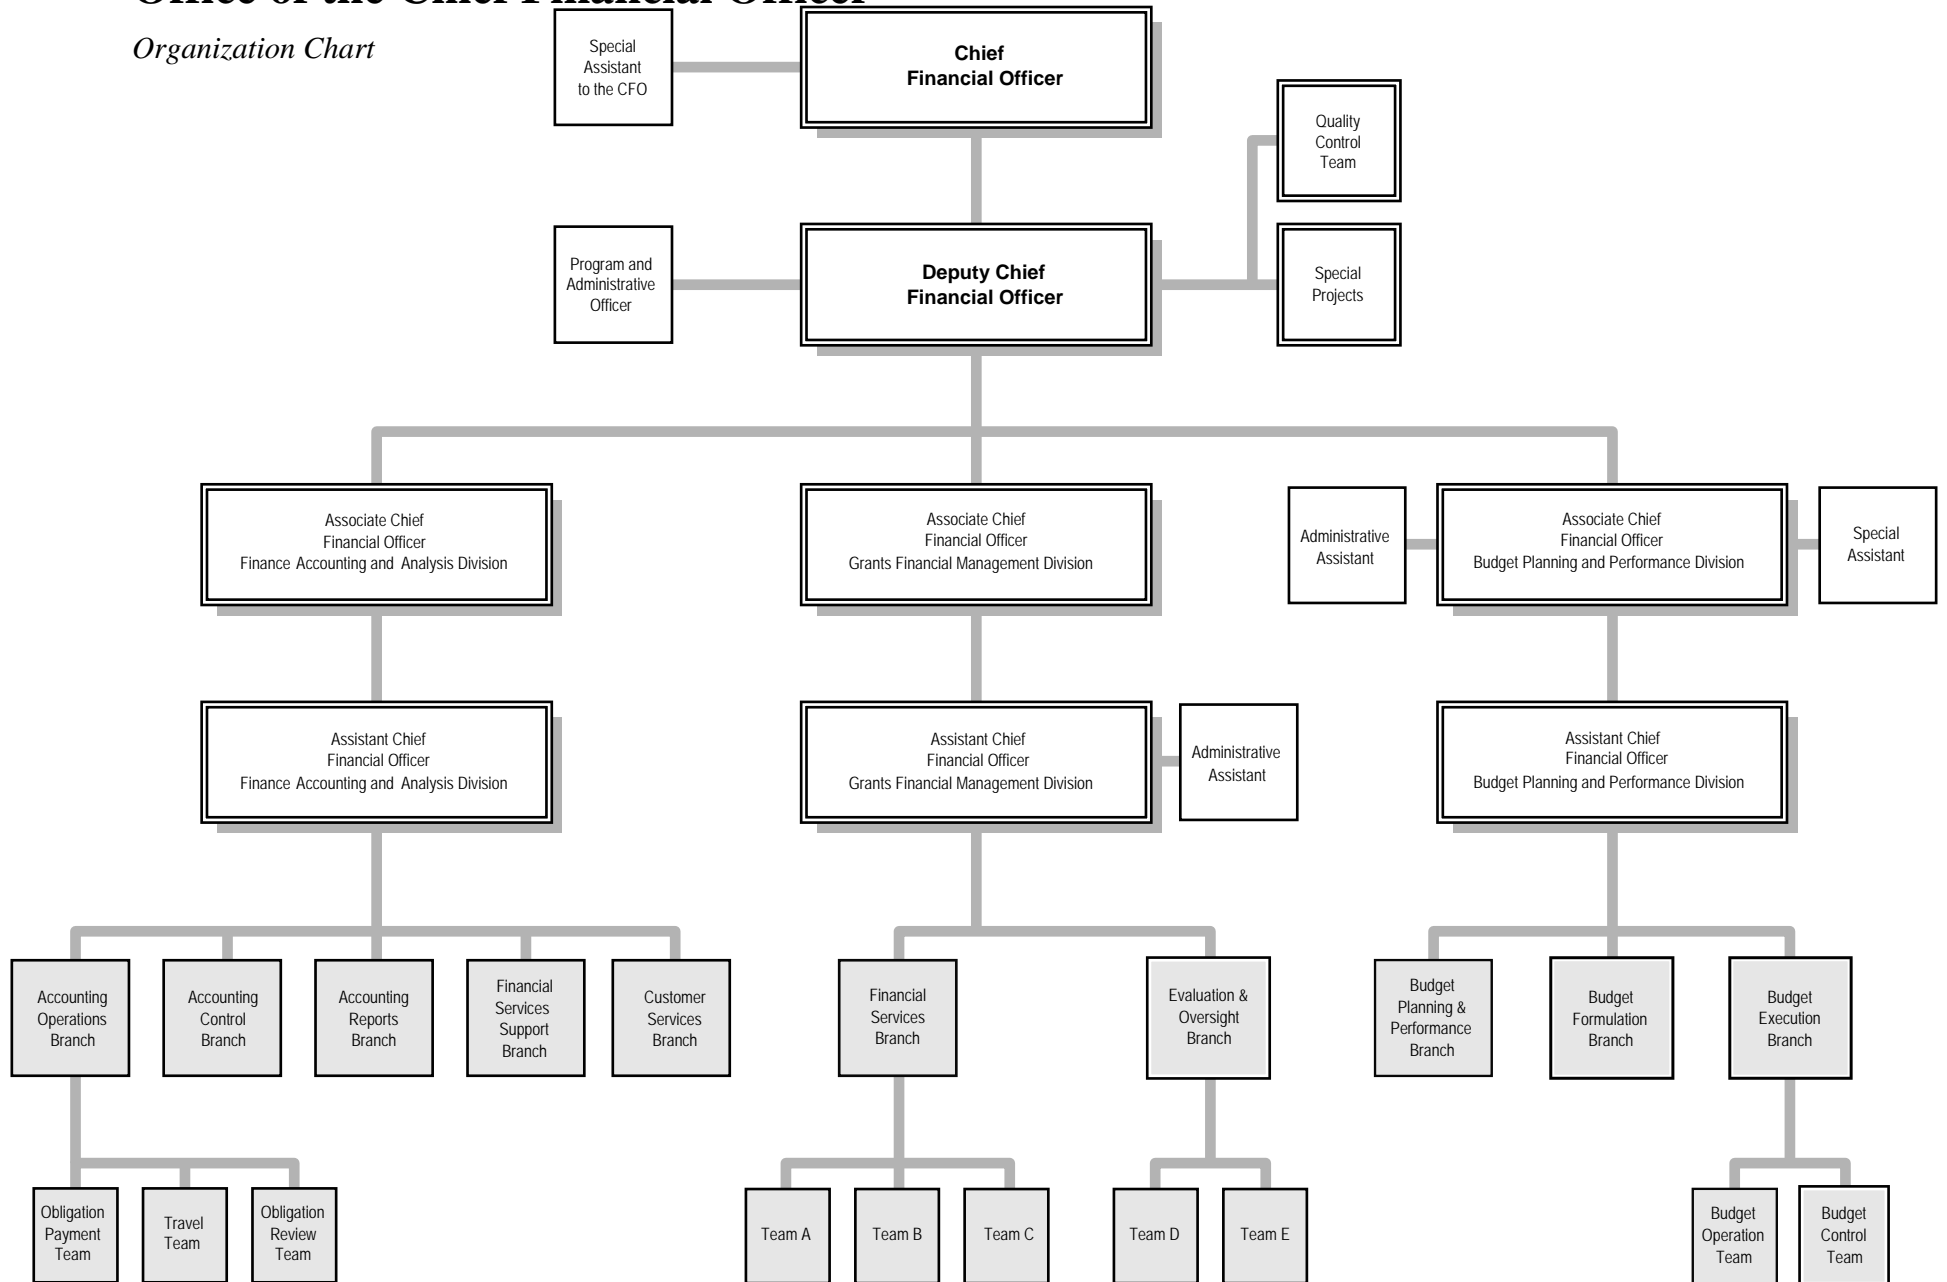 Office of the Chief Financial Officer
Organization Chart
Special
Assistant
to the CFO
Chief
Financial Officer
Quality
Control
Team
Program and
Administrative
Officer
Deputy Chief
Financial Officer
Special
Projects
Associate Chief
Financial Officer
Finance Accounting and Analysis Division
Associate Chief
Financial Officer
Grants Financial Management Division
Administrative
Assistant
Associate Chief
Financial Officer
Budget Planning and Performance Division
Special
Assistant
Assistant Chief
Financial Officer
Finance Accounting and Analysis Division
Assistant Chief
Financial Officer
Grants Financial Management Division
Administrative
Assistant
Assistant Chief
Financial Officer
Budget Planning and Performance Division
Accounting
Operations
Branch
Accounting
Control
Branch
Accounting
Reports
Branch
Financial
Services
Support
Branch
Customer
Services
Branch
Financial
Services
Branch
Evaluation &
Oversight
Branch
Budget
Planning &
Performance
Branch
Budget
Formulation
Branch
Budget
Execution
Branch
Obligation
Payment
Team
Travel
Team
Obligation
Review
Team
Team A
Team B
Team C
Team D
Team E
Budget
Operation
Team
Budget
Control
Team